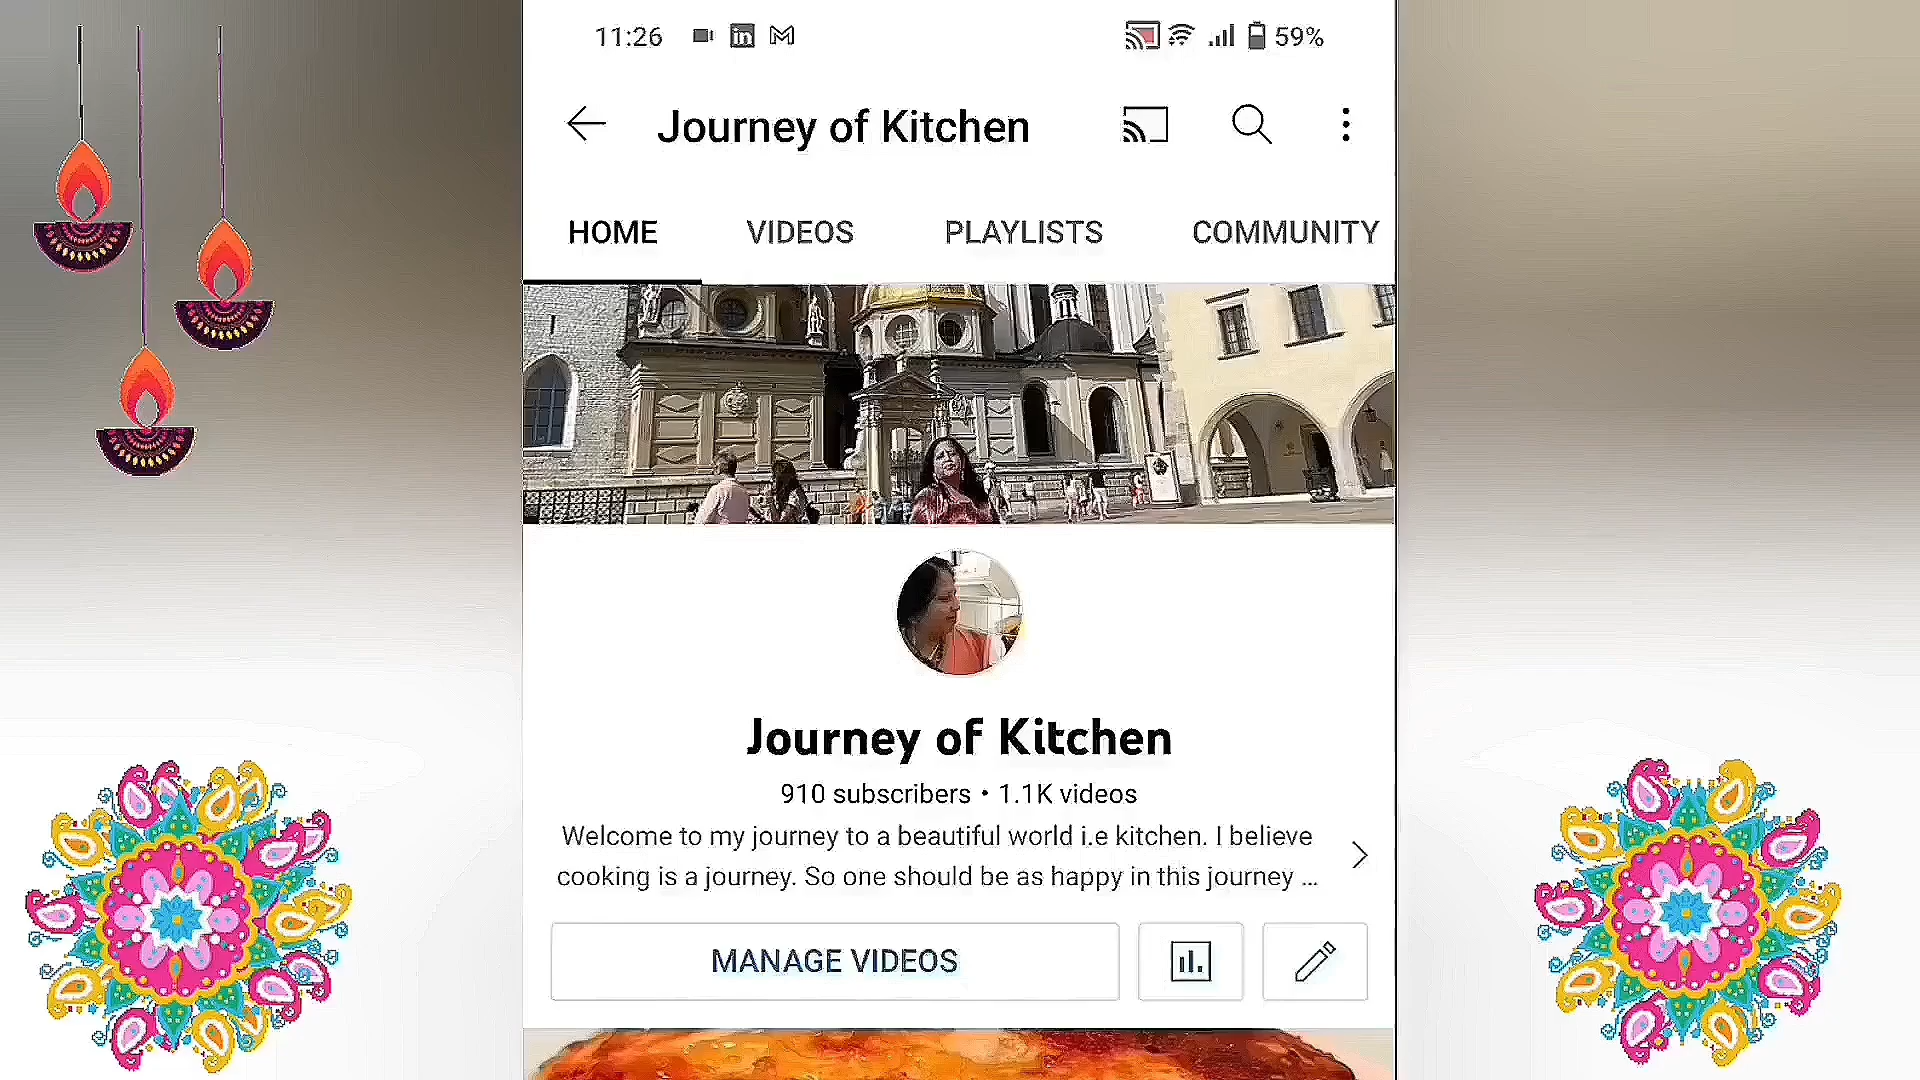 11:26
59%
Journey of Kitchen
HOME VIDEOS PLAYLISTS COMMUNITY
Journey of Kitchen
910 subscribers • 1.1K videos
Welcome to my journey to a beautiful world i.e kitchen. I believe
cooking is a journey. So one should be as happy in this journey ...
MANAGE VIDEOS